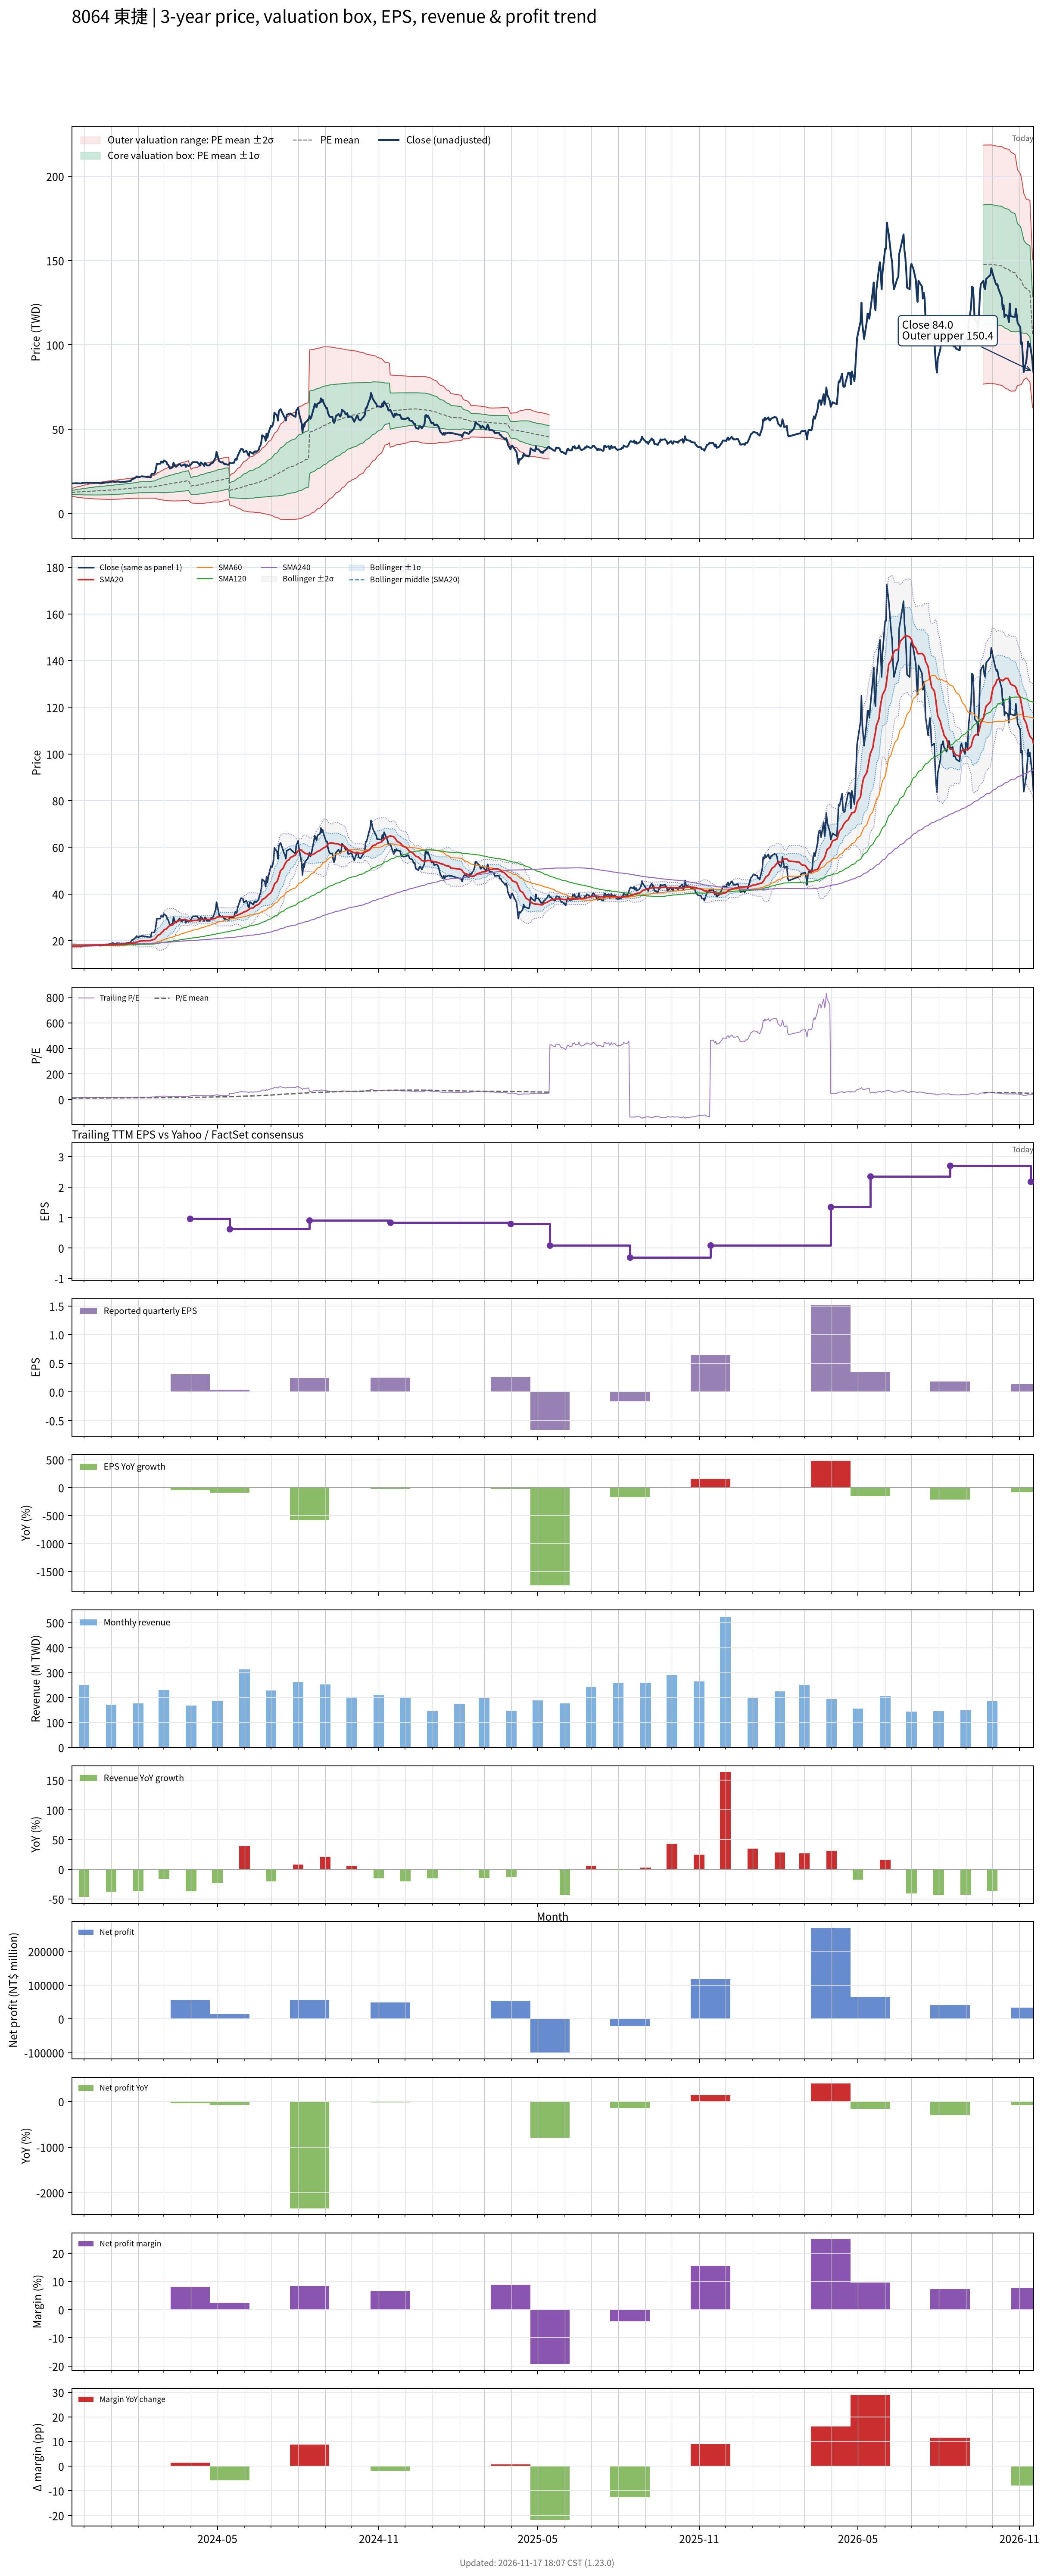 8064 東捷 | 3-year price, valuation box, EPS, revenue & profit trend
Outer valuation range: PE mean ±2σ
Core valuation box: PE mean ±1σ
PE mean
Close (unadjusted)
Today
Price (TWD)
200
150
100
50
0
Close 84.0
Outer upper 150.4
Close (same as panel 1)
SMA20
SMA60
SMA120
SMA240
Bollinger ±2σ
Bollinger ±1σ
Bollinger middle (SMA20)
Price
180
160
140
120
100
80
60
40
20
Trailing P/E
P/E mean
P/E
800
600
400
200
0
Trailing TTM EPS vs Yahoo / FactSet consensus
Today
EPS
3
2
1
0
-1
Reported quarterly EPS
EPS
1.5
1.0
0.5
0.0
-0.5
EPS YoY growth
YoY (%)
500
0
-500
-1000
-1500
Monthly revenue
Revenue (M TWD)
500
400
300
200
100
0
Revenue YoY growth
YoY (%)
150
100
50
0
-50
Month
Net profit
Net profit (NT$ million)
200000
100000
0
-100000
Net profit YoY
YoY (%)
0
-1000
-2000
Net profit margin
Margin (%)
20
10
0
-10
-20
Margin YoY change
Δ margin (pp)
30
20
10
0
-10
-20
2024-05
2024-11
2025-05
2025-11
2026-05
2026-11
Updated: 2026-11-17 18:07 CST (1.23.0)